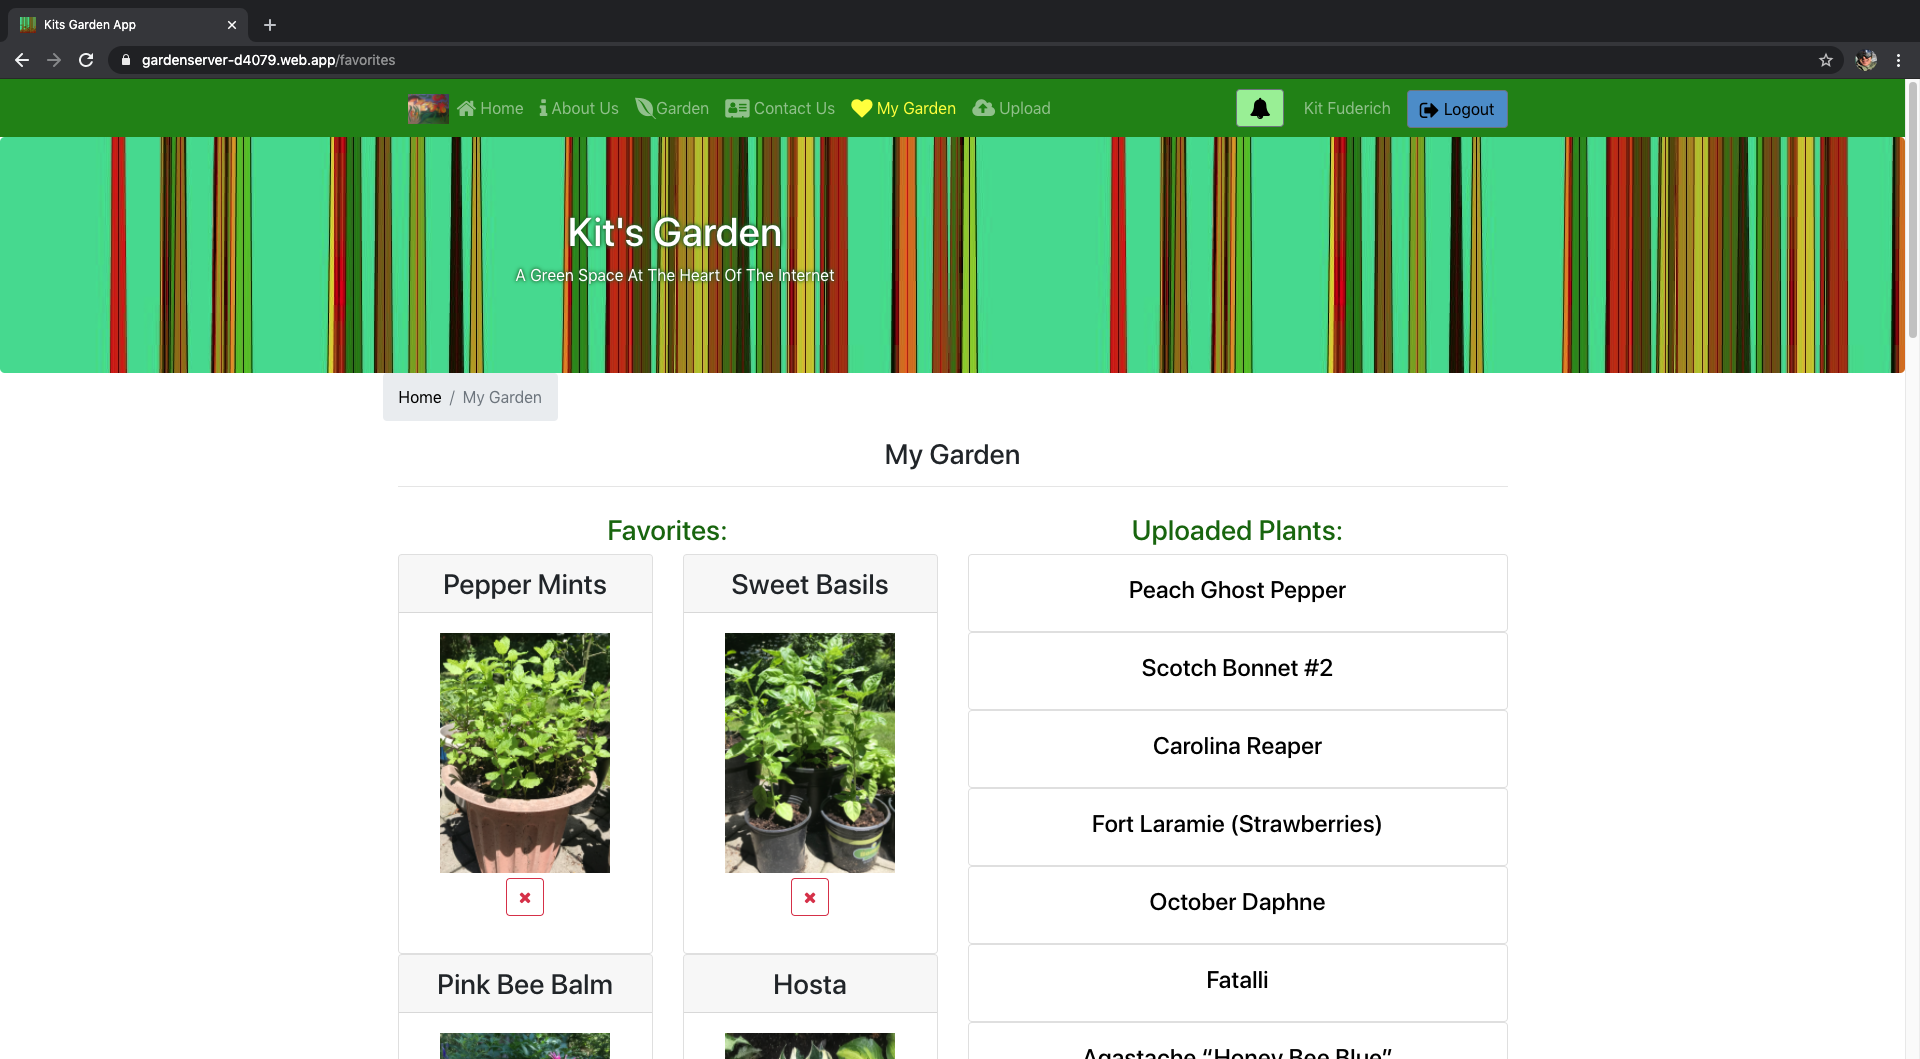 Kits Garden App
gardenserver-d4079.web.app/favorites
Home About Us Garden Contact Us My Garden Upload Kit Fuderich Logout
Kit's Garden
A Green Space At The Heart Of The Internet
Home / My Garden
My Garden
Favorites:
Pepper Mints
Sweet Basils
Pink Bee Balm
Hosta
Uploaded Plants:
Peach Ghost Pepper
Scotch Bonnet #2
Carolina Reaper
Fort Laramie (Strawberries)
October Daphne
Fatalli
Agastache “Honey Bee Blue”